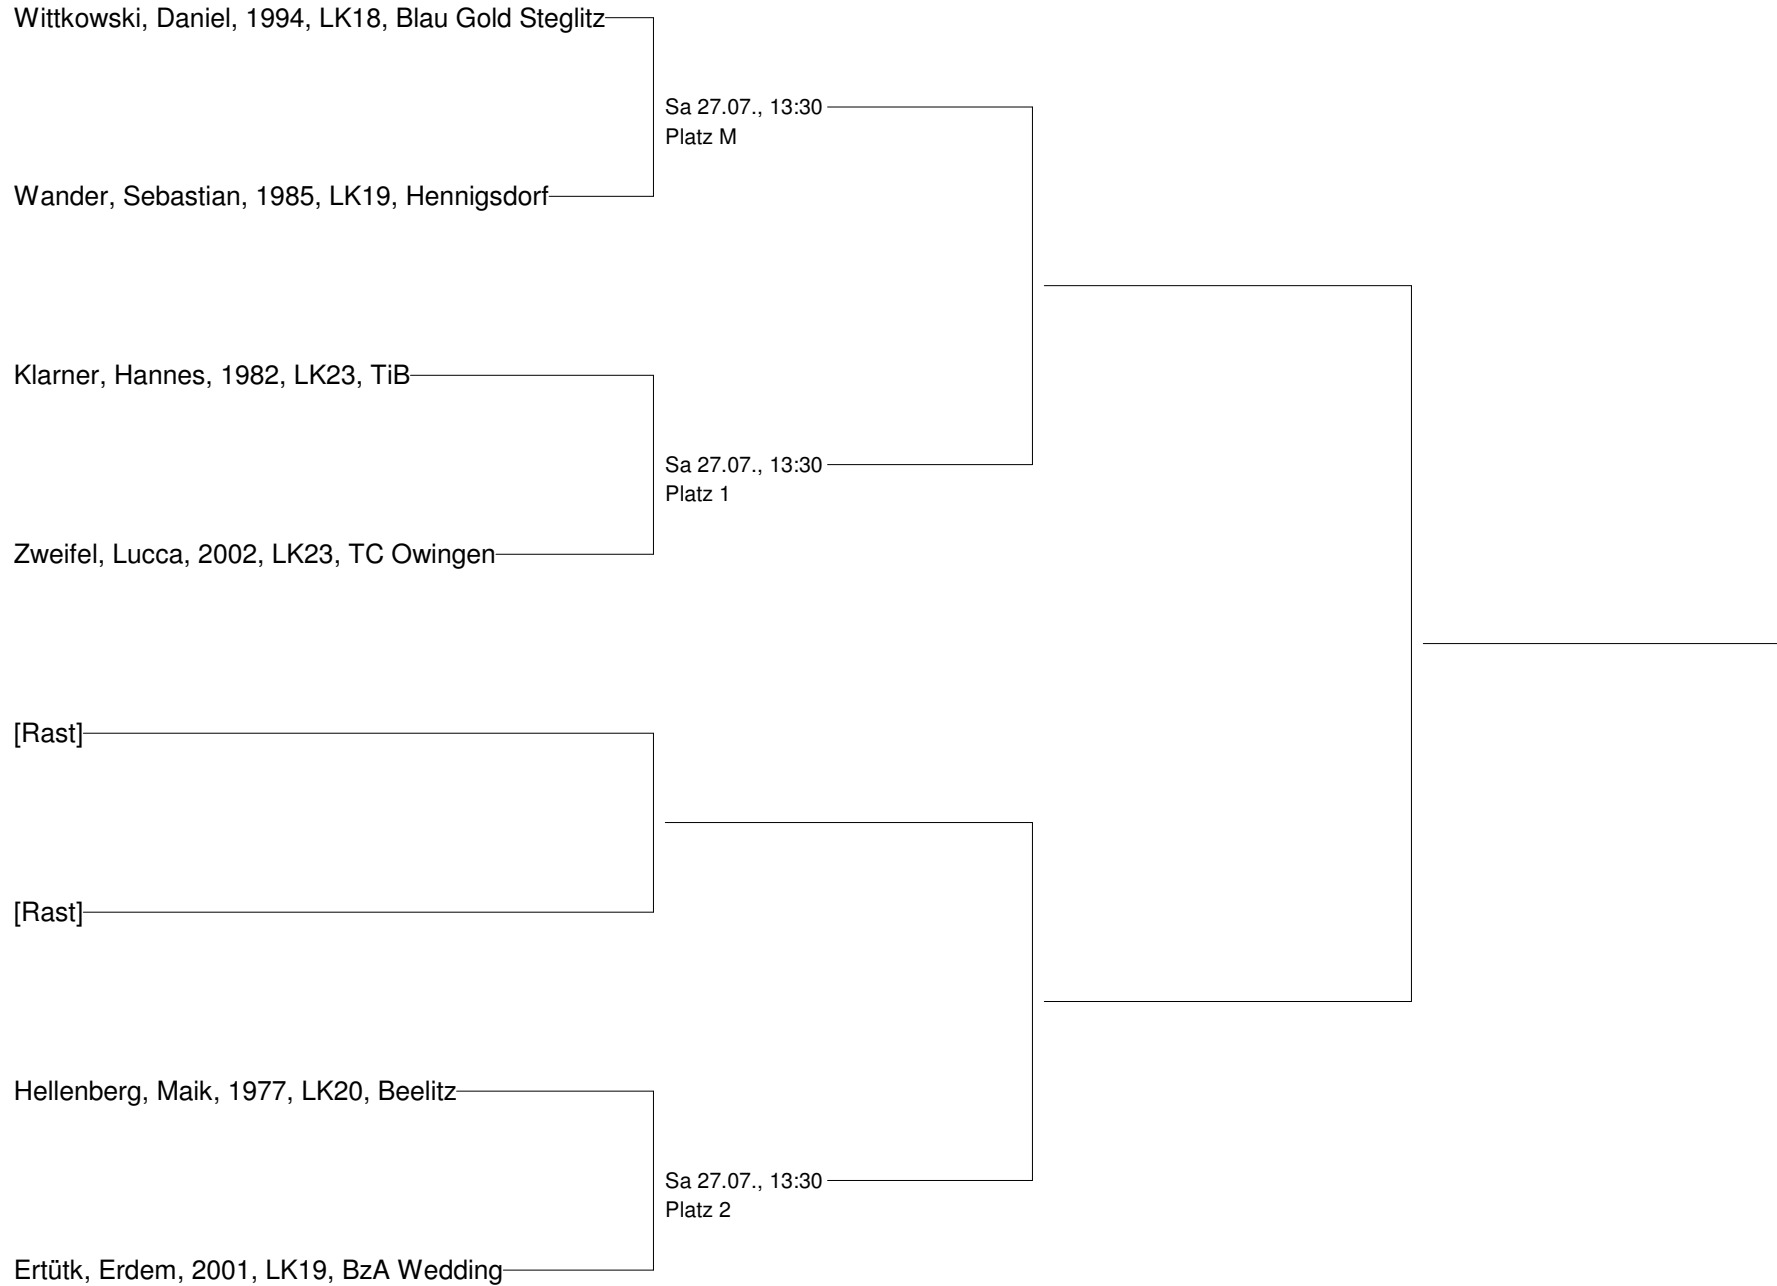 Wittkowski, Daniel, 1994, LK18, Blau Gold Steglitz
Sa 27.07., 13:30
Platz M
Wander, Sebastian, 1985, LK19, Hennigsdorf
Klarner, Hannes, 1982, LK23, TiB
Sa 27.07., 13:30
Platz 1
Zweifel, Lucca, 2002, LK23, TC Owingen
[Rast]
[Rast]
Hellenberg, Maik, 1977, LK20, Beelitz
Sa 27.07., 13:30
Platz 2
Ertütk, Erdem, 2001, LK19, BzA Wedding